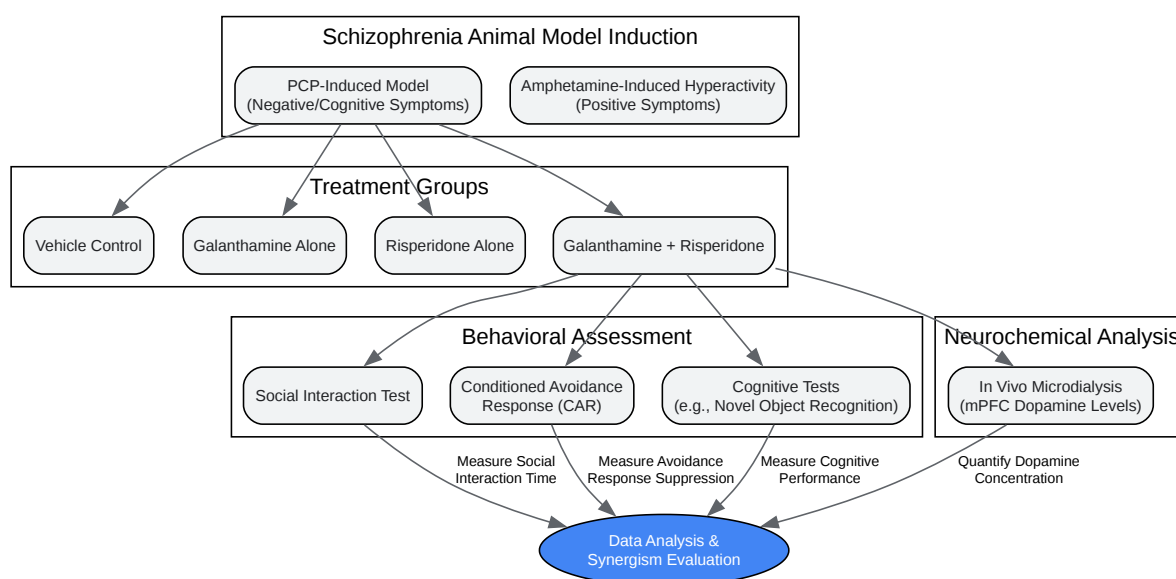 Schizophrenia Animal Model Induction
PCP-Induced Model
(Negative/Cognitive Symptoms)
Amphetamine-Induced Hyperactivity
(Positive Symptoms)
Treatment Groups
Vehicle Control
Galanthamine Alone
Risperidone Alone
Galanthamine + Risperidone
Behavioral Assessment
Neurochemical Analysis
Social Interaction Test
Conditioned Avoidance
Response (CAR)
Cognitive Tests
(e.g., Novel Object Recognition)
In Vivo Microdialysis
(mPFC Dopamine Levels)
Measure Social
Interaction Time
Measure Avoidance
Response Suppression
Measure Cognitive
Performance
Quantify Dopamine
Concentration
Data Analysis &
Synergism Evaluation